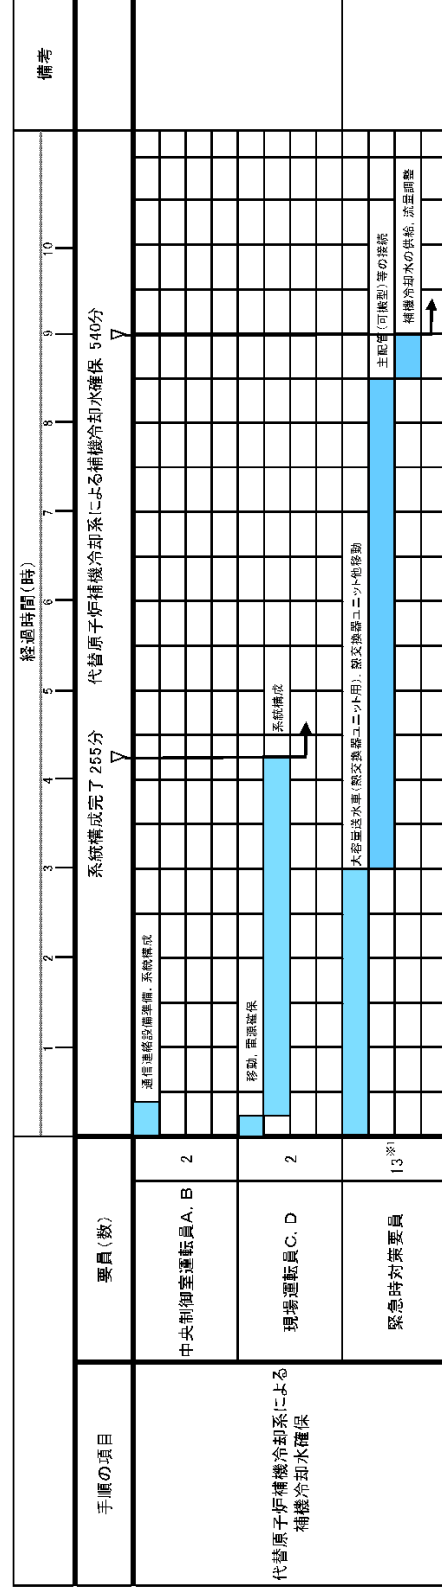 経過時間(時)
備考
1
2
3
4
5
6
7
8
9
10
手順の項目
要員(数)
系統構成完了 255分
代替原子炉補機冷却系による補機冷却水確保 540分
代替原子炉補機冷却系による
補機冷却水確保
中央制御室運転員A, B
2
通信連絡設備準備, 系統構成
現場運転員C, D
2
移動, 電源確保
系統構成
緊急時対策要員
13※1
大容量送水車(熱交換器ユニット用), 熱交換器ユニット他移動
主配管(可搬型)等の接続
補機冷却水の供給, 流量調整